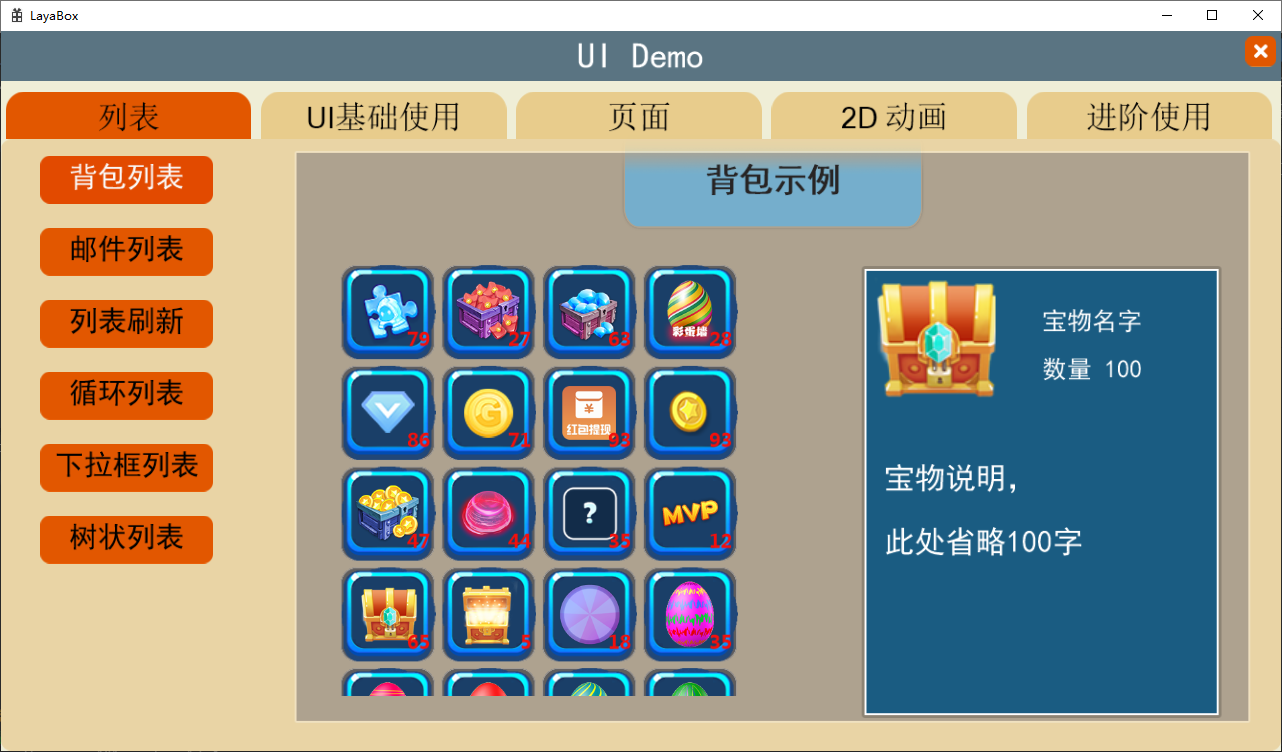 LayaBox
UI Demo
列表
UI基础使用
页面
2D 动画
进阶使用
背包列表
邮件列表
列表刷新
循环列表
下拉框列表
树状列表
背包示例
79
27
63
彩蛋墙
28
86
G
71
红包提现
93
93
47
44
?
35
MVP
12
65
5
18
35
宝物名字
数量 100
宝物说明，
此处省略100字